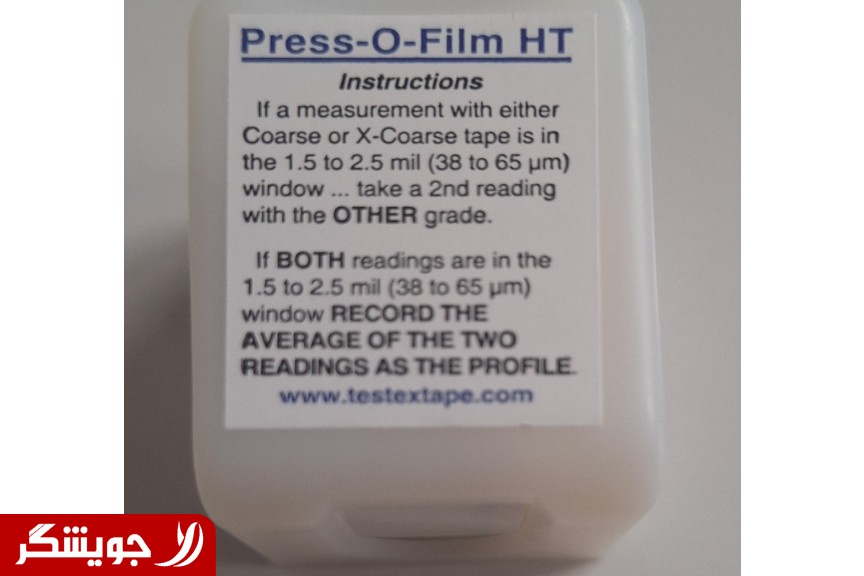 Press-O-Film HT
Instructions
If a measurement with either
Coarse or X-Coarse tape is in
the 1.5 to 2.5 mil (38 to 65 µm)
window ... take a 2nd reading
with the OTHER grade.
If BOTH readings are in the
1.5 to 2.5 mil (38 to 65 µm)
window RECORD THE
AVERAGE OF THE TWO
READINGS AS THE PROFILE.
www.testextape.com
جویشگر